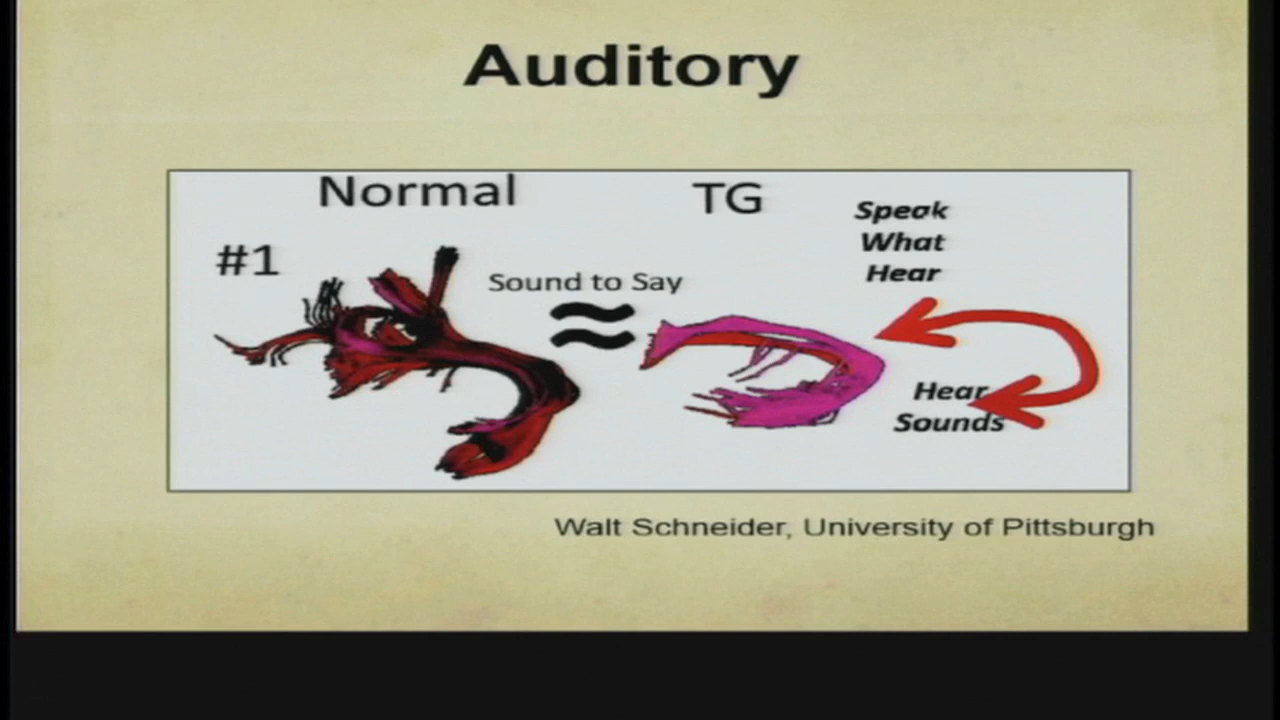 Auditory
Normal
TG
#1
Sound to Say
≈
Speak
What
Hear
Hear
Sounds
Walt Schneider, University of Pittsburgh